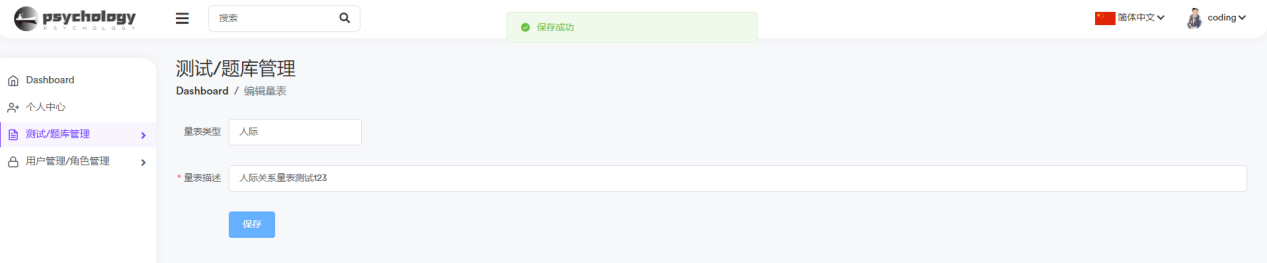 psychology
PSYCHOLOGY
搜索
保存成功
简体中文
coding
Dashboard
个人中心
测试/题库管理
用户管理/角色管理
测试/题库管理
Dashboard / 编辑量表
量表类型 人际
* 量表描述 人际关系量表测试123
保存